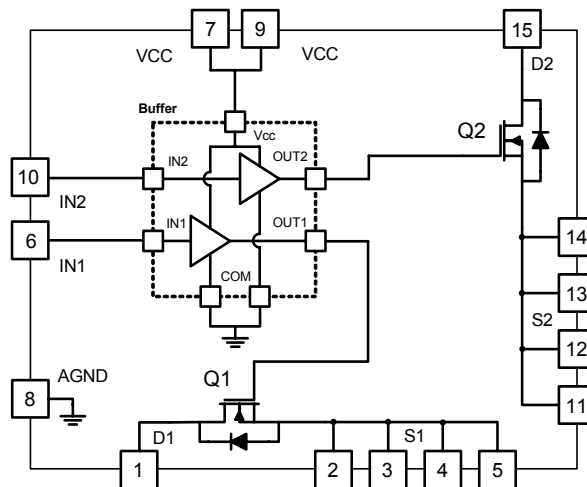 7
9
15
VCC
VCC
D2
Buffer
Vcc
Q2
IN2
OUT2
10
IN2
IN1
OUT1
6
IN1
14
COM
13
S2
12
Q1
AGND
8
11
D1
S1
1
2
3
4
5